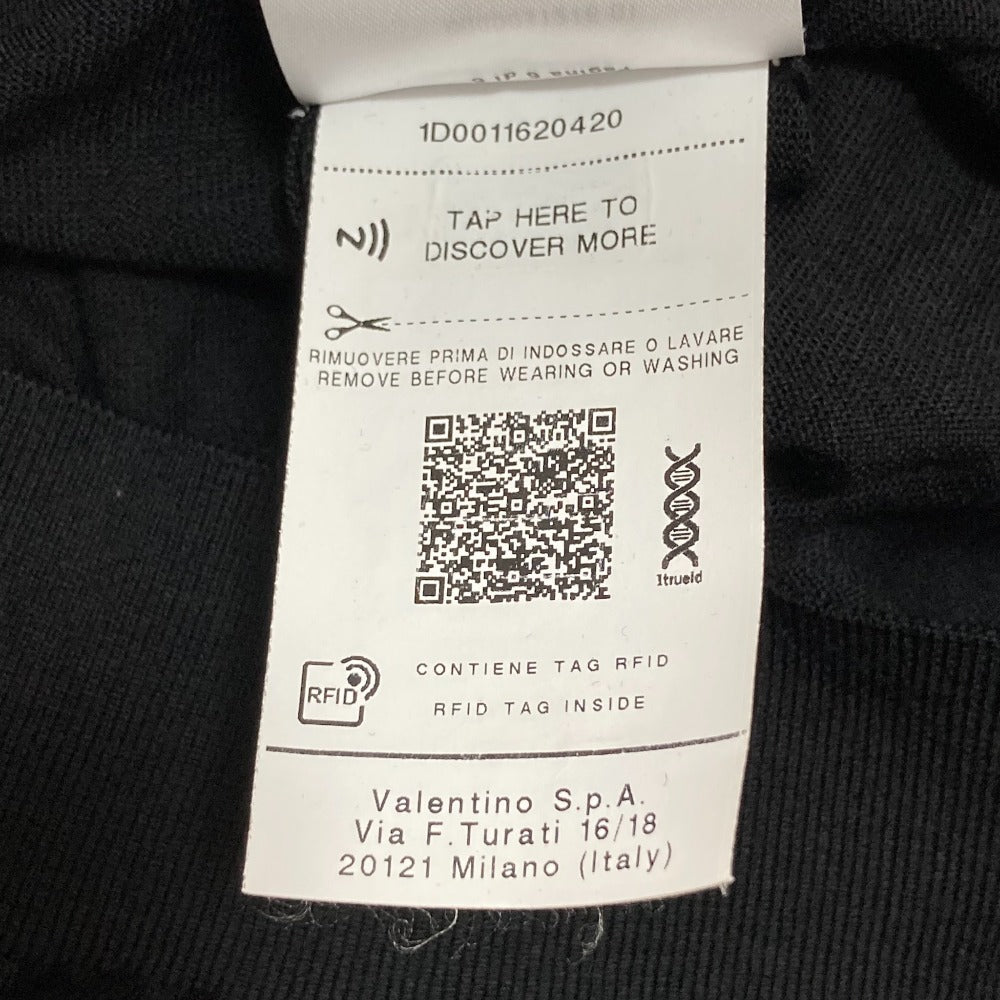 1D0011620420
TAP HERE TO
DISCOVER MORE
RIMUOVERE PRIMA DI INDOSSARE O LAVARE
REMOVE BEFORE WEARING OR WASHING
1trueid
RFID
CONTIENE TAG RFID
RFID TAG INSIDE
Valentino S.p.A.
Via F.Turati 16/18
20121 Milano (Italy)